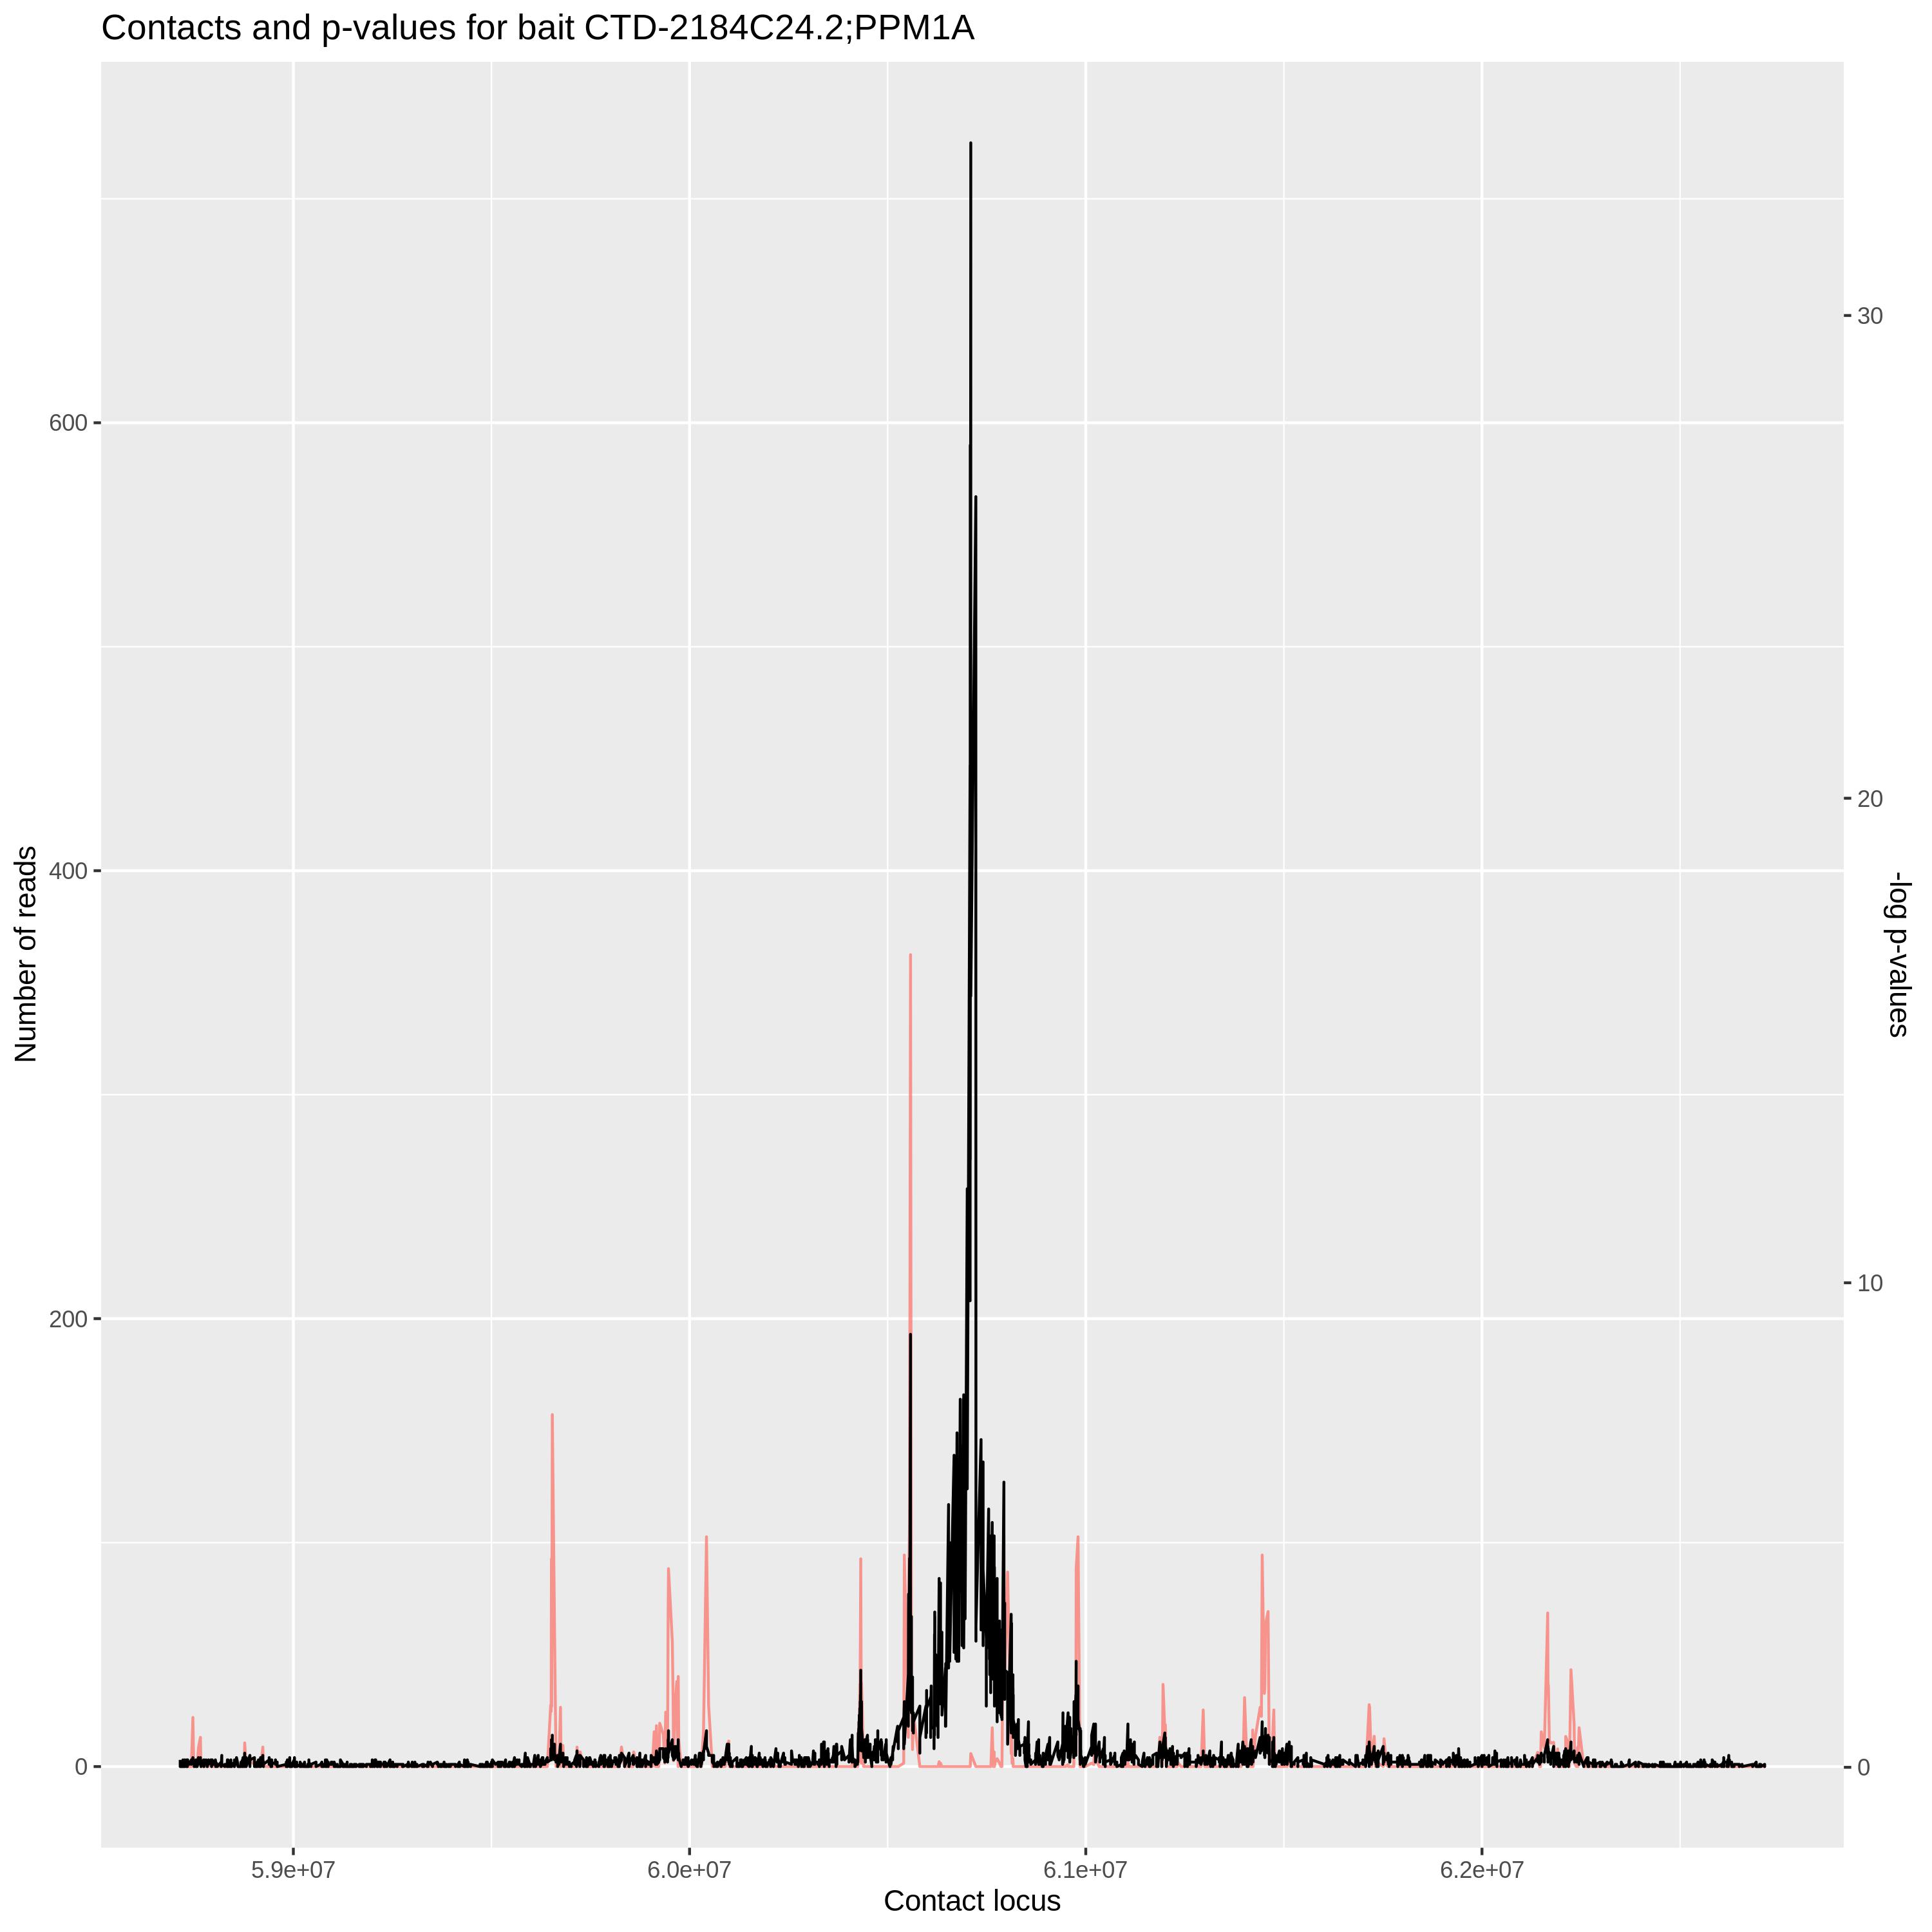 Contacts and p-values for bait CTD-2184C24.2;PPM1A
Number of reads
600
400
200
0
30
20
10
0
-log p-values
5.9e+07 6.0e+07 6.1e+07 6.2e+07
Contact locus